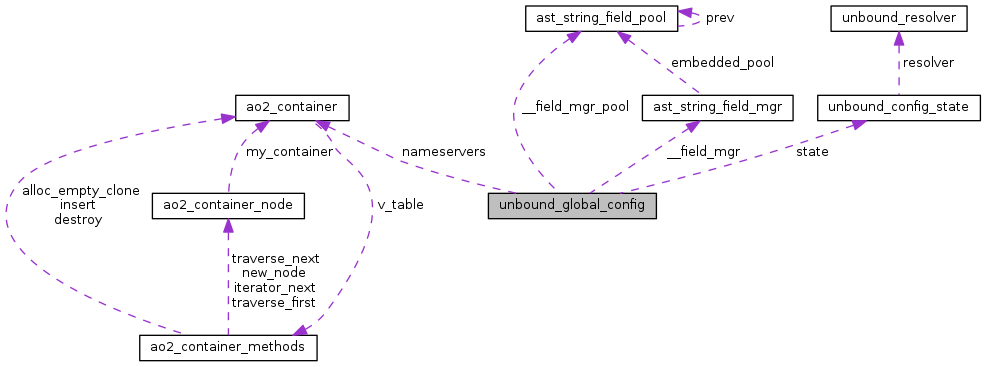 ast_string_field_pool
prev
unbound_resolver
embedded_pool
resolver
ao2_container
__field_mgr_pool
ast_string_field_mgr
unbound_config_state
my_container
nameservers
__field_mgr
state
alloc_empty_clone
insert
destroy
ao2_container_node
v_table
unbound_global_config
traverse_next
new_node
iterator_next
traverse_first
ao2_container_methods